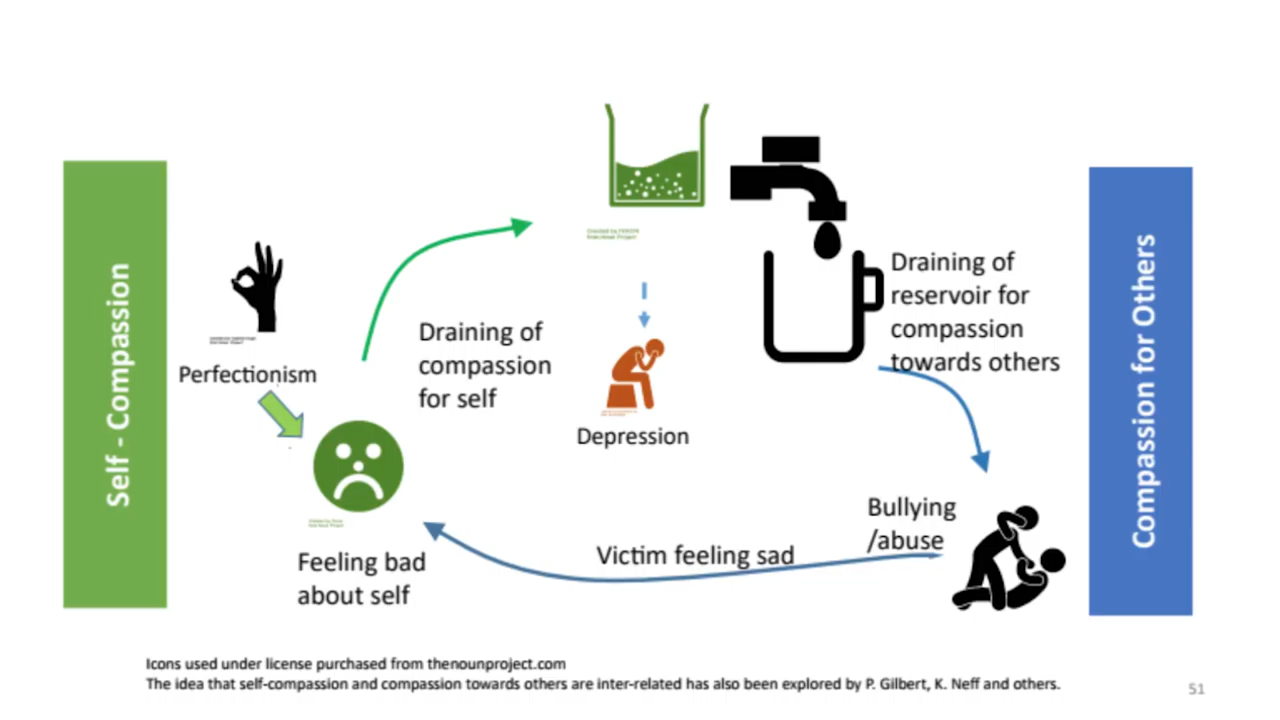 Self - Compassion
Perfectionism
Feeling bad
about self
Draining of
compassion
for self
Depression
Draining of
reservoir for
compassion
towards others
Bullying
/abuse
Victim feeling sad
Compassion for Others
Icons used under license purchased from thenounproject.com
The idea that self-compassion and compassion towards others are inter-related has also been explored by P. Gilbert, K. Neff and others.
51